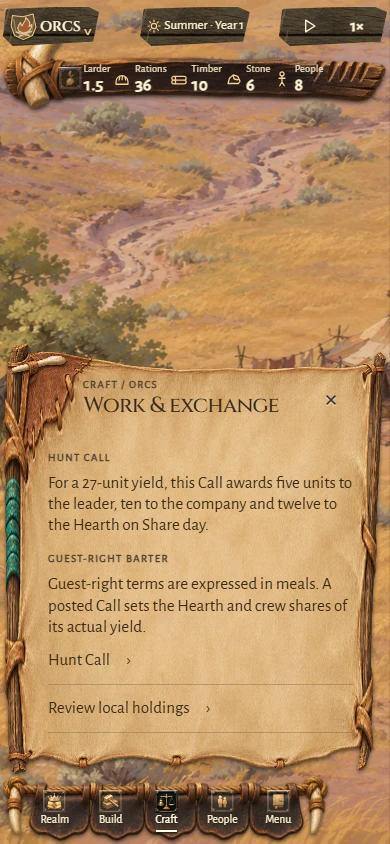 ORCS v
Summer · Year 1
1×
Larder Rations Timber Stone People
1.5 36 10 6 8
CRAFT / ORCS
WORK & EXCHANGE
×
HUNT CALL
For a 27-unit yield, this Call awards five units to
the leader, ten to the company and twelve to
the Hearth on Share day.
GUEST-RIGHT BARTER
Guest-right terms are expressed in meals. A
posted Call sets the Hearth and crew shares of
its actual yield.
Hunt Call ›
Review local holdings ›
Realm Build Craft People Menu